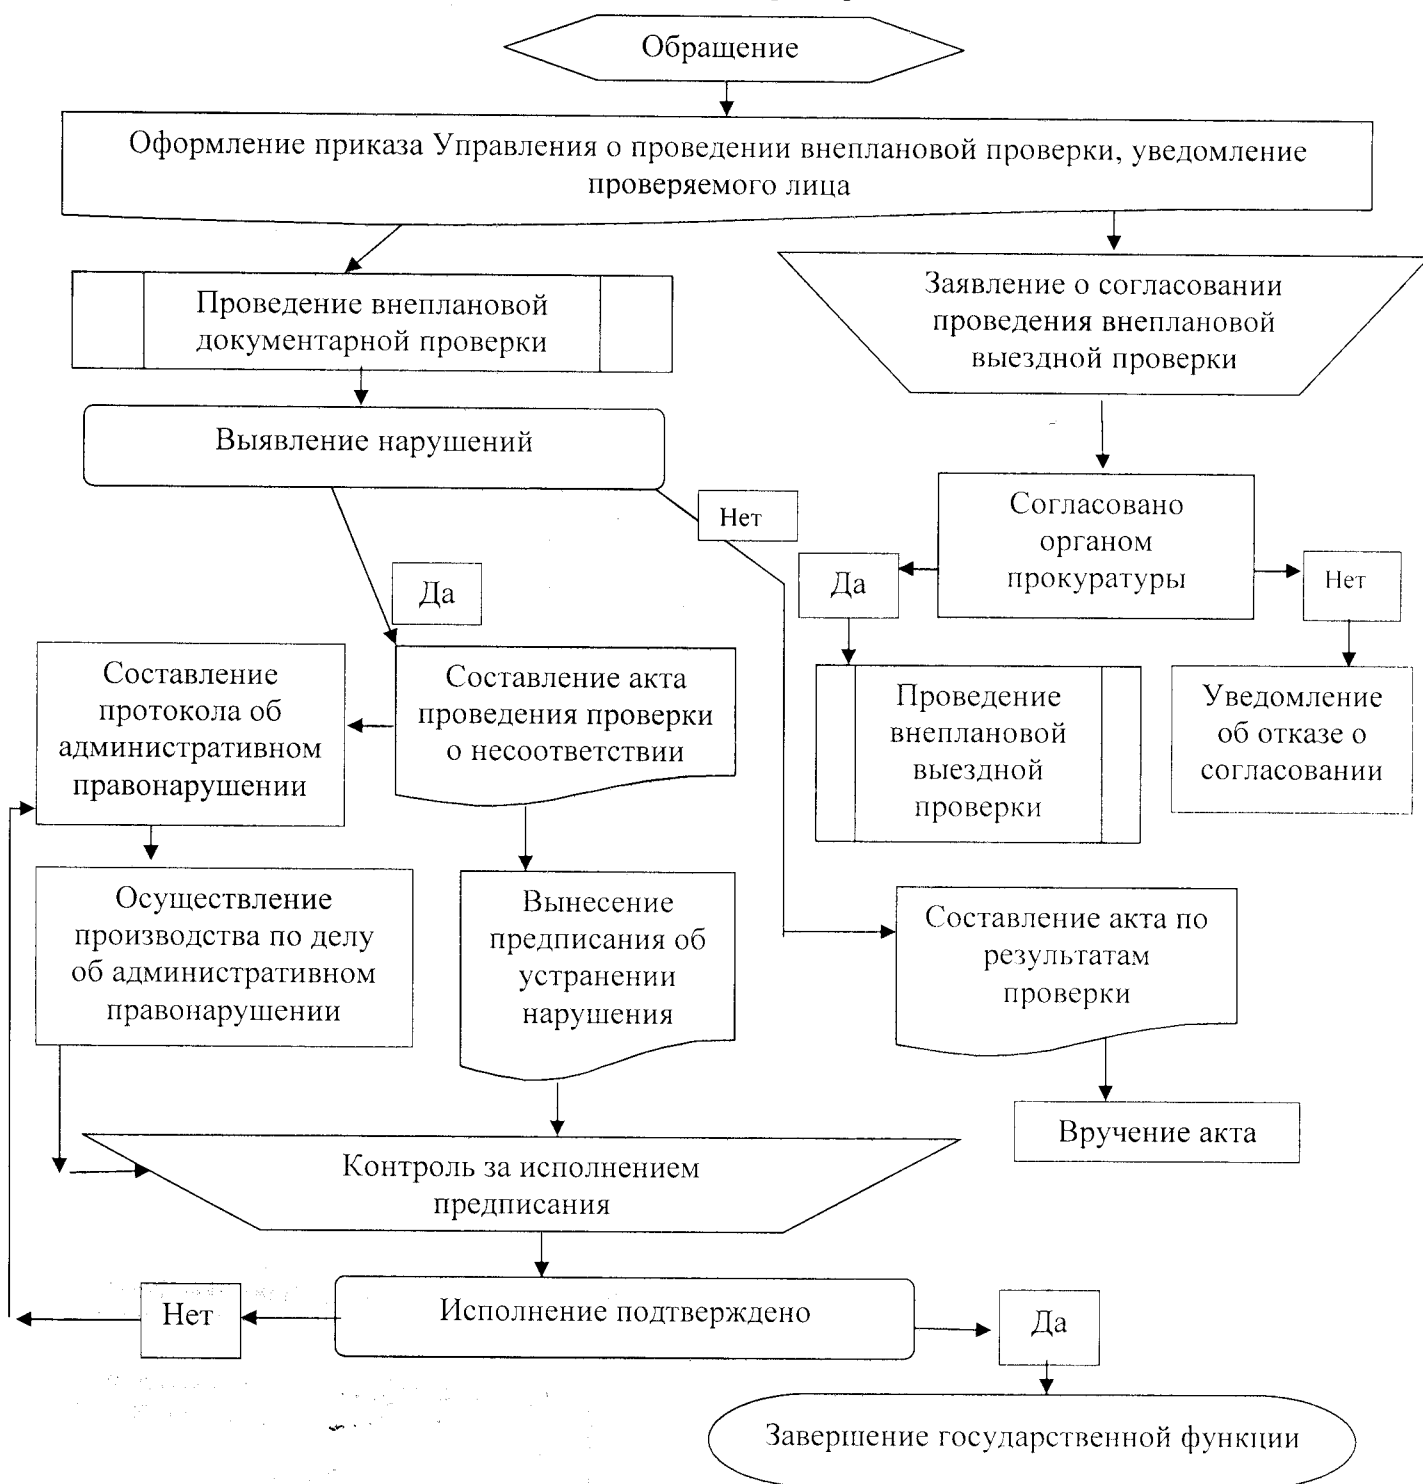 Обращение
Оформление приказа Управления о проведении внеплановой проверки, уведомление
проверяемого лица
Проведение внеплановой
документарной проверки
Заявление о согласовании
проведения внеплановой
выездной проверки
Выявление нарушений
Нет
Согласовано
органом
прокуратуры
Да
Нет
Да
Составление
протокола об
административном
правонарушении
Составление акта
проведения проверки
о несоответствии
Проведение
внеплановой
выездной
проверки
Уведомление
об отказе о
согласовании
Осуществление
производства по делу
об административном
правонарушении
Вынесение
предписания об
устранении
нарушения
Составление акта по
результатам
проверки
Вручение акта
Контроль за исполнением
предписания
Нет
Исполнение подтверждено
Да
Завершение государственной функции